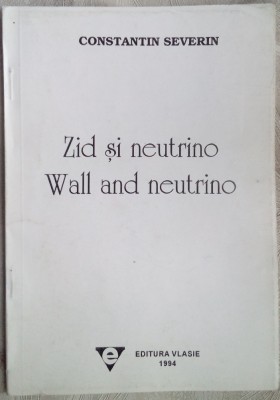 CONSTANTIN SEVERIN
Zid și neutrino
Wall and neutrino
e
EDITURA VLASIE
1994